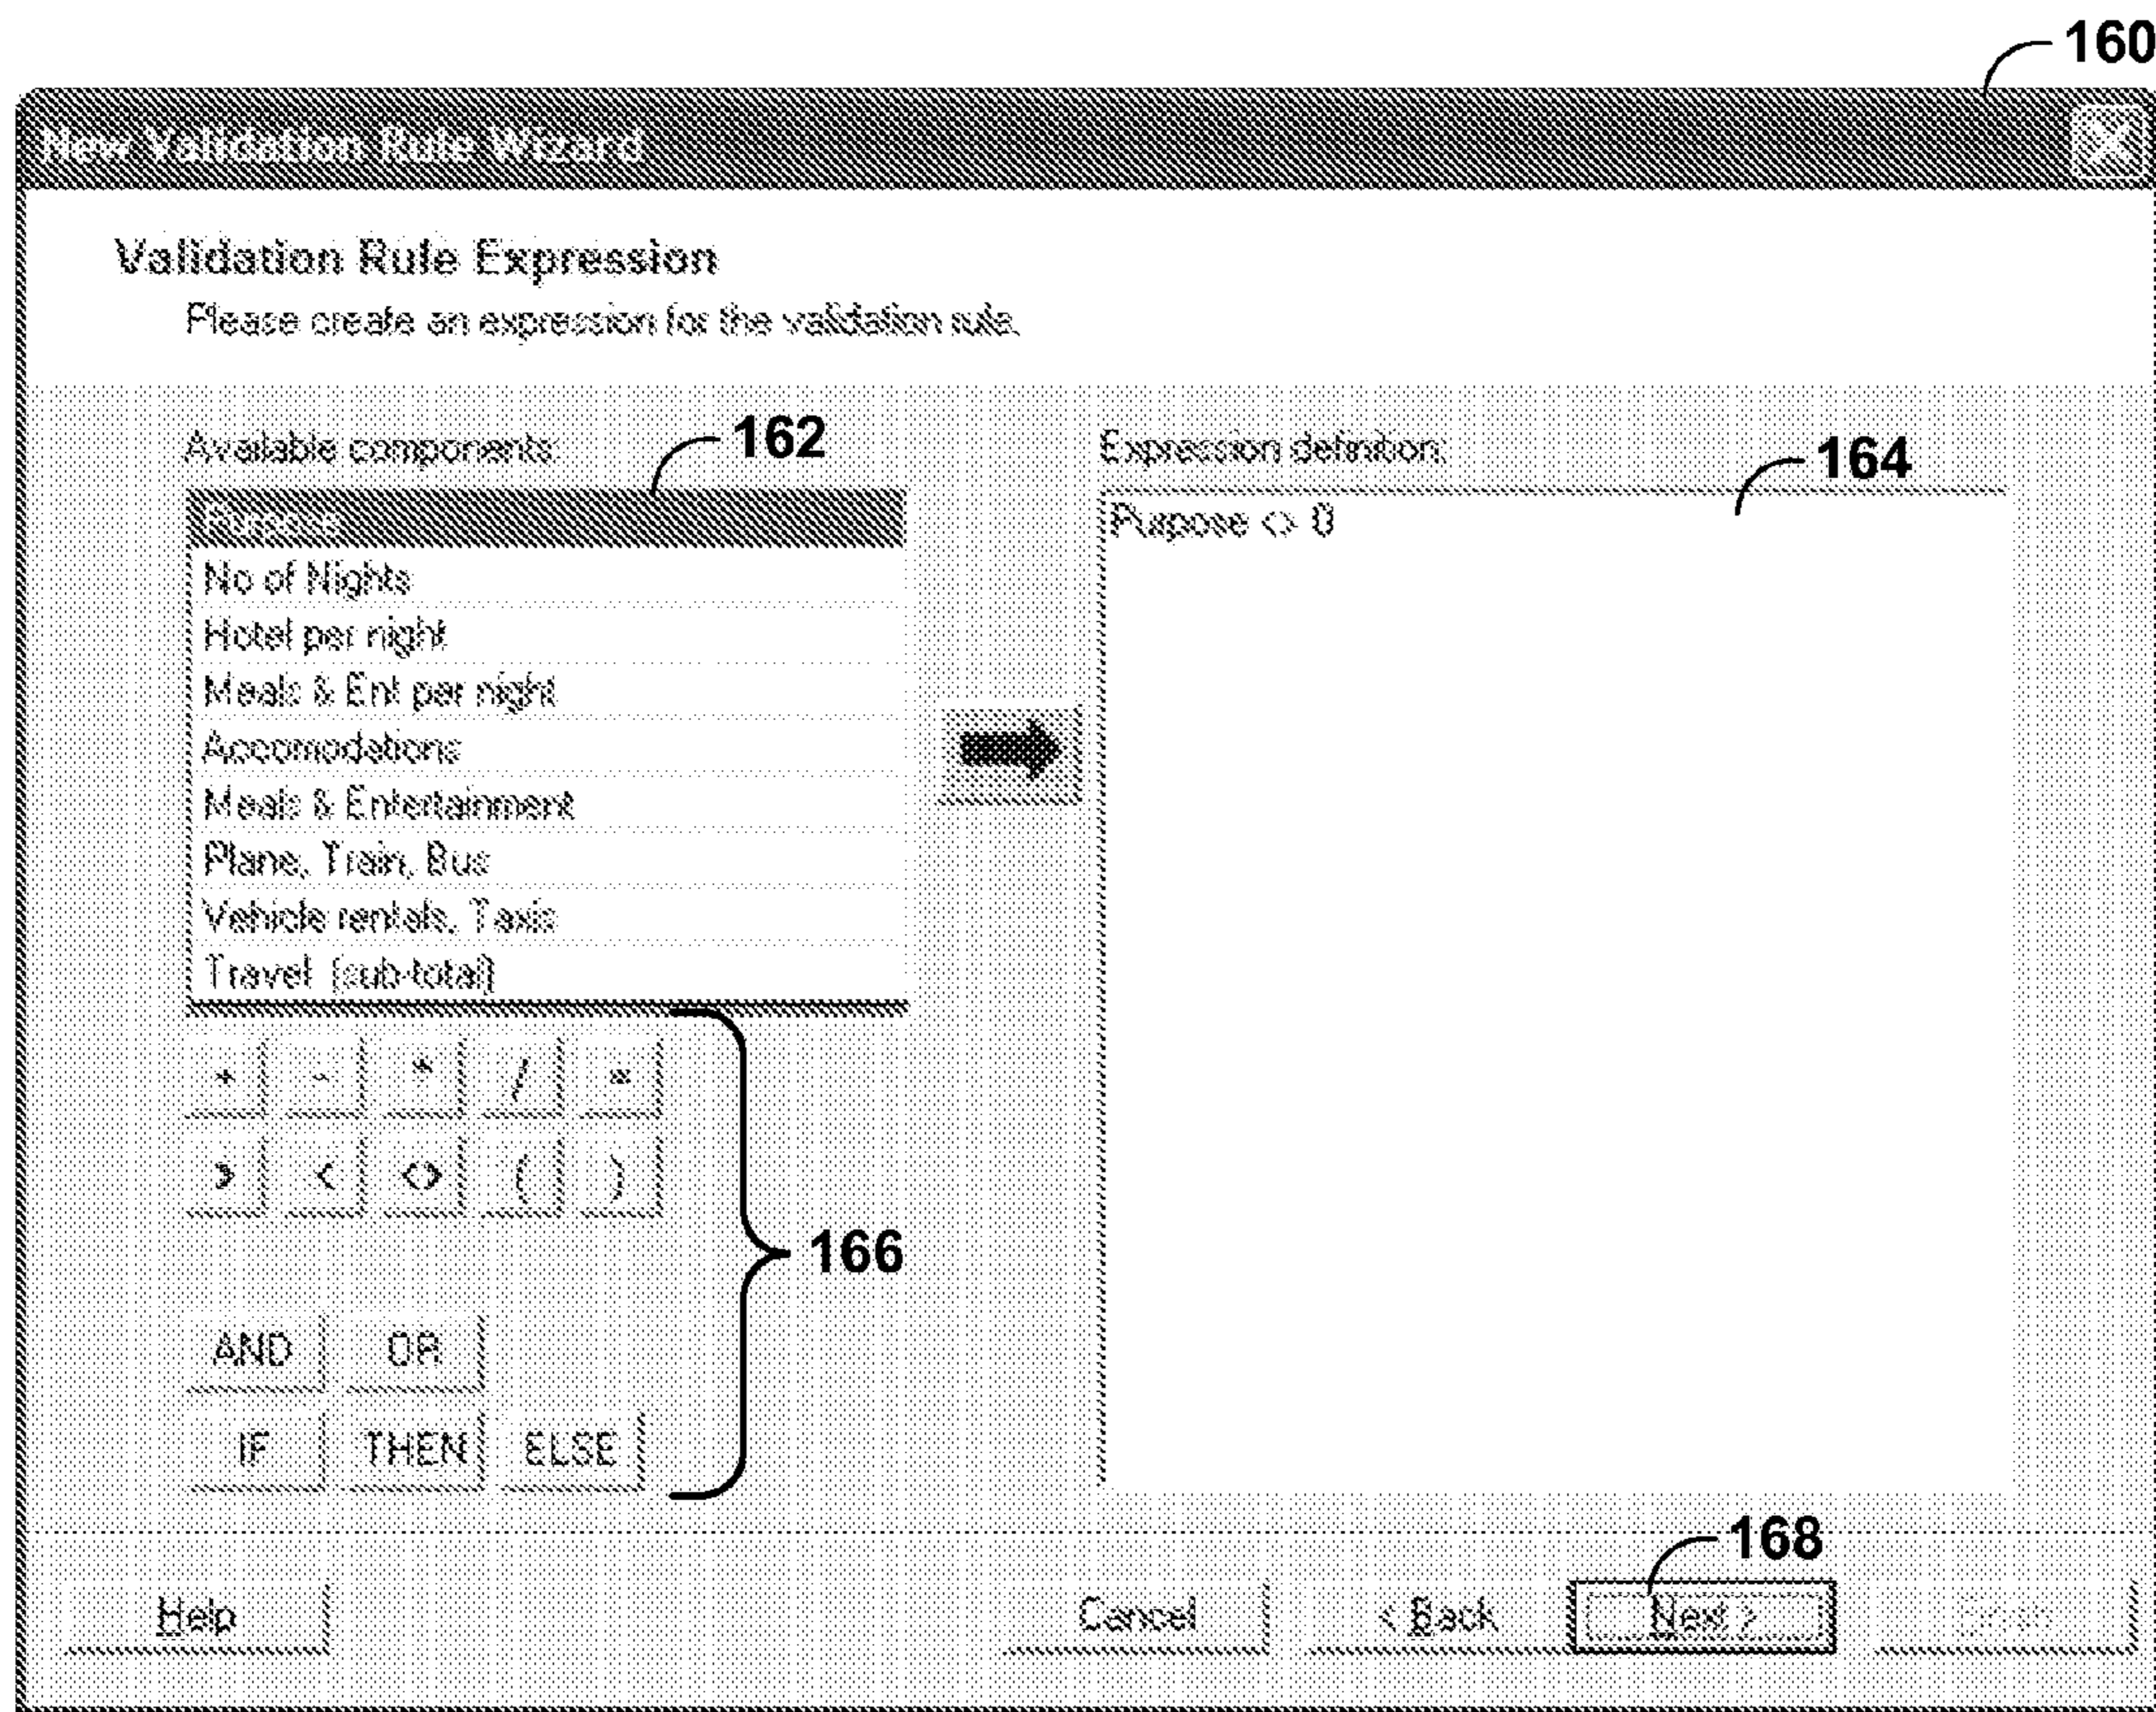 160
New Validation Rule Wizard
Validation Rule Expression
Please create an expression for the validation rule.
Available components:
162
Expression definition:
164
Purpose
Purpose <> 0
No of Nights
Hotel per night
Meals & Ent per night
Accomodations
Meals & Entertainment
Plane, Train, Bus
Vehicle rentals, Taxis
Travel (sub-total)
+ - * / =
> < <> ( )
166
AND OR
IF THEN ELSE
168
Help Cancel < Back Next > Finish